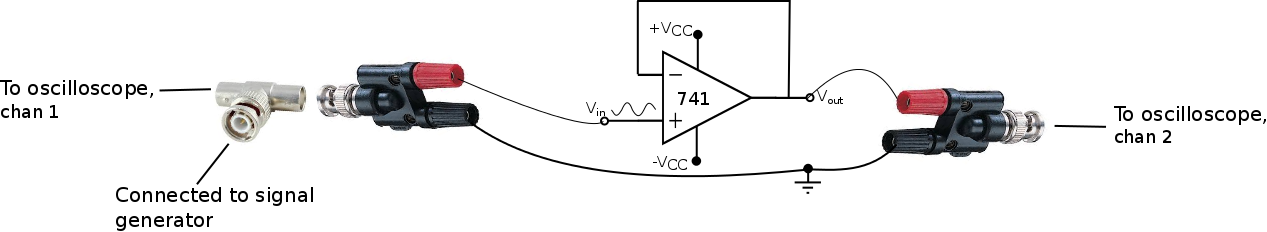 To oscilloscope,
chan 1
Connected to signal
generator
+VCC
Vin
−
741
+
-VCC
Vout
To oscilloscope,
chan 2